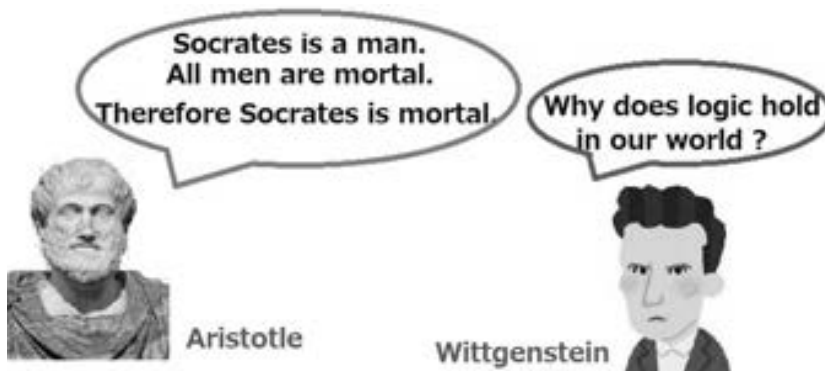 Socrates is a man.
All men are mortal.
Therefore Socrates is mortal.
Why does logic hold
in our world ?
Aristotle
Wittgenstein